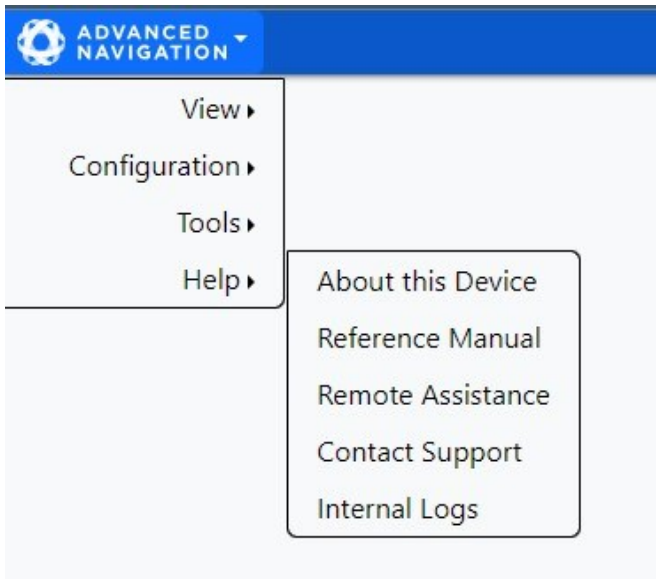 ADVANCED
NAVIGATION
View
Configuration
Tools
Help
About this Device
Reference Manual
Remote Assistance
Contact Support
Internal Logs